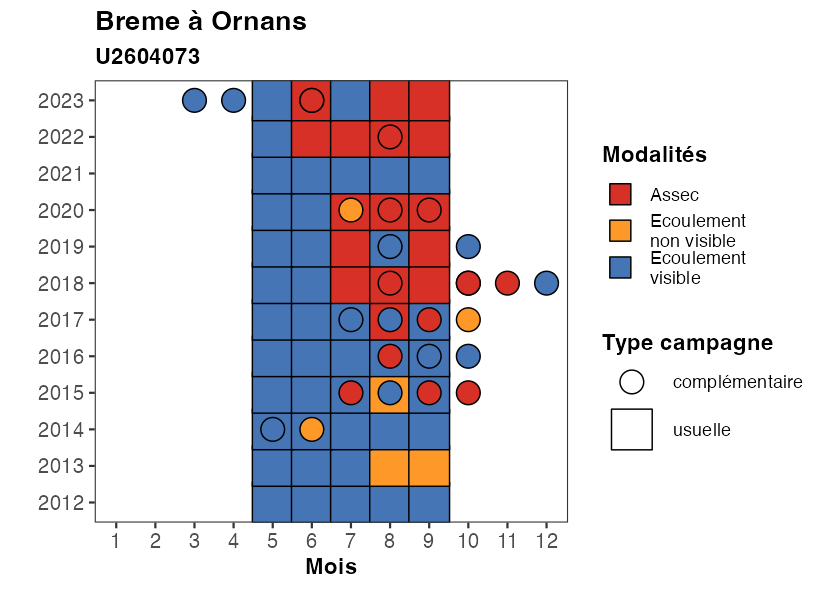 Breme à Ornans
U2604073
2023
2022
2021
2020
2019
2018
2017
2016
2015
2014
2013
2012
1 2 3 4 5 6 7 8 9 10 11 12
Mois
Modalités
Assec
Ecoulement
non visible
Ecoulement
visible
Type campagne
complémentaire
usuelle